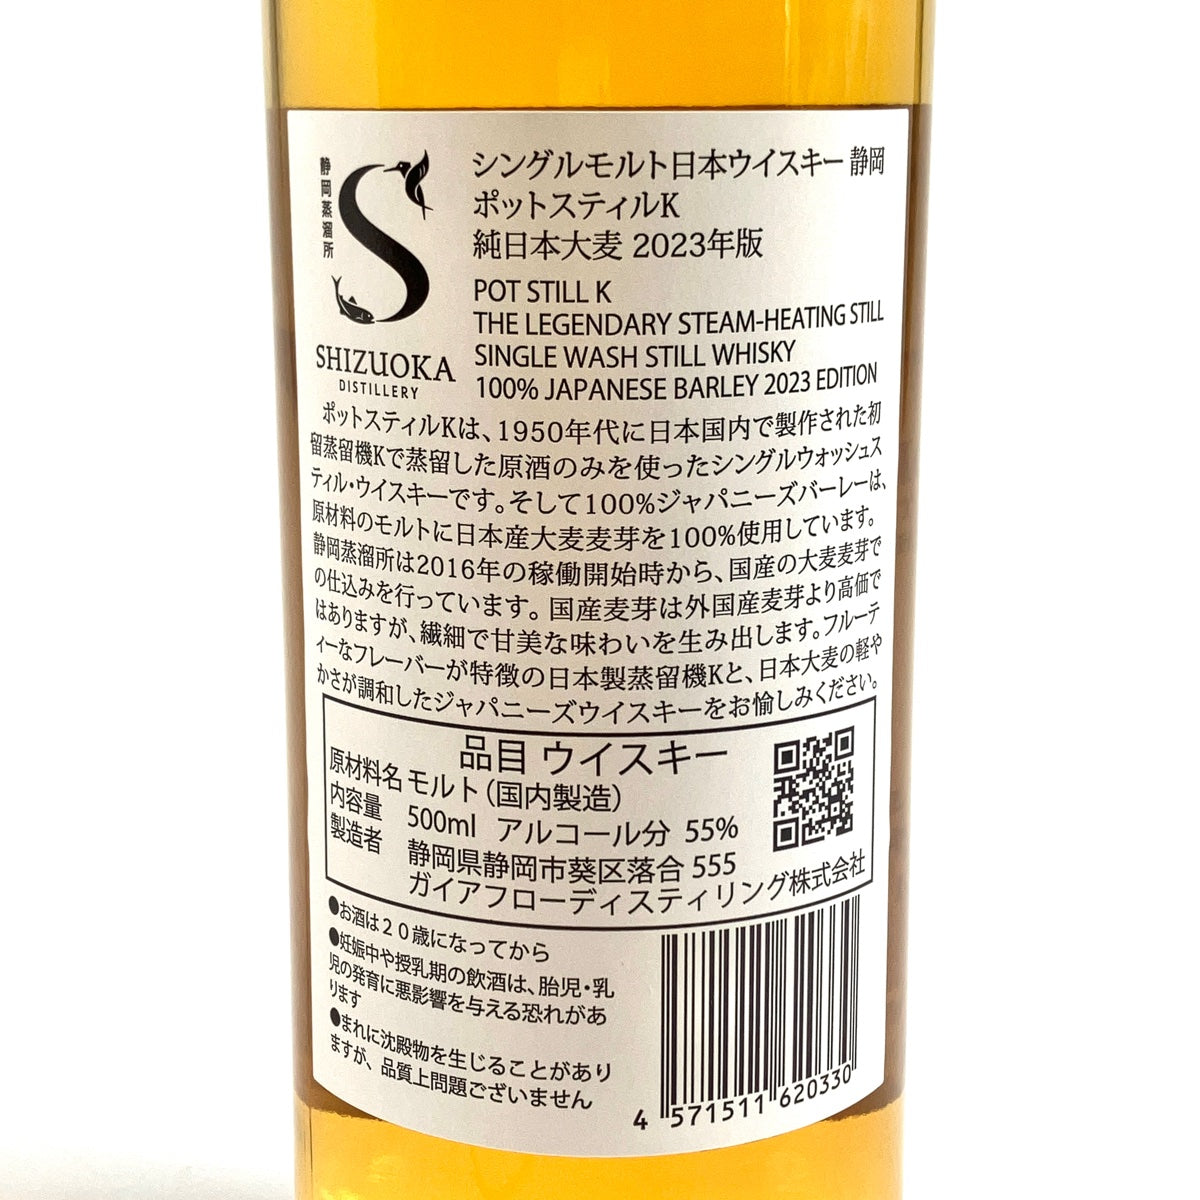 静岡蒸溜所
SHIZUOKA
DISTILLERY
シングルモルト日本ウイスキー 静岡
ポットスティルK
純日本大麦 2023年版
POT STILL K
THE LEGENDARY STEAM-HEATING STILL
SINGLE WASH STILL WHISKY
100% JAPANESE BARLEY 2023 EDITION
ポットスティルKは、1950年代に日本国内で製作された初
留蒸留機Kで蒸留した原酒のみを使ったシングルウォッシュス
ティル・ウイスキーです。そして100%ジャパニーズバーレーは、
原材料のモルトに日本産大麦麦芽を100%使用しています。
静岡蒸溜所は2016年の稼働開始時から、国産の大麦麦芽で
の仕込みを行っています。国産麦芽は外国産麦芽より高価で
はありますが、繊細で甘美な味わいを生み出します。フルーテ
ィーなフレーバーが特徴の日本製蒸留機Kと、日本大麦の軽や
かさが調和したジャパニーズウイスキーをお愉しみください。
品目 ウイスキー
原材料名 モルト（国内製造）
内容量 500ml アルコール分 55%
製造者 静岡県静岡市葵区落合 555
ガイアフローディスティリング株式会社
●お酒は20歳になってから
●妊娠中や授乳期の飲酒は、胎児・乳
児の発育に悪影響を与える恐れがあ
ります
●まれに沈殿物を生じることがあり
ますが、品質上問題ございません
4 571511 620330